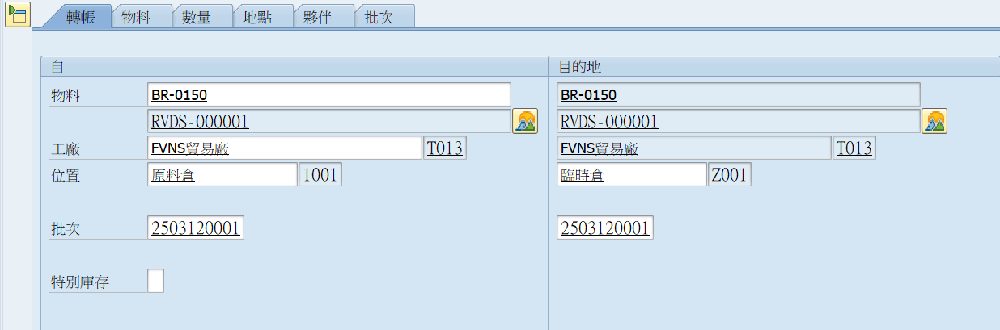 轉帳 物料 數量 地點 夥伴 批次
自 目的地
物料 BR-0150 BR-0150
RVDS-000001 RVDS-000001
工廠 FVNS貿易廠 T013 FVNS貿易廠 T013
位置 原料倉 1001 臨時倉 Z001
批次 2503120001 2503120001
特別庫存